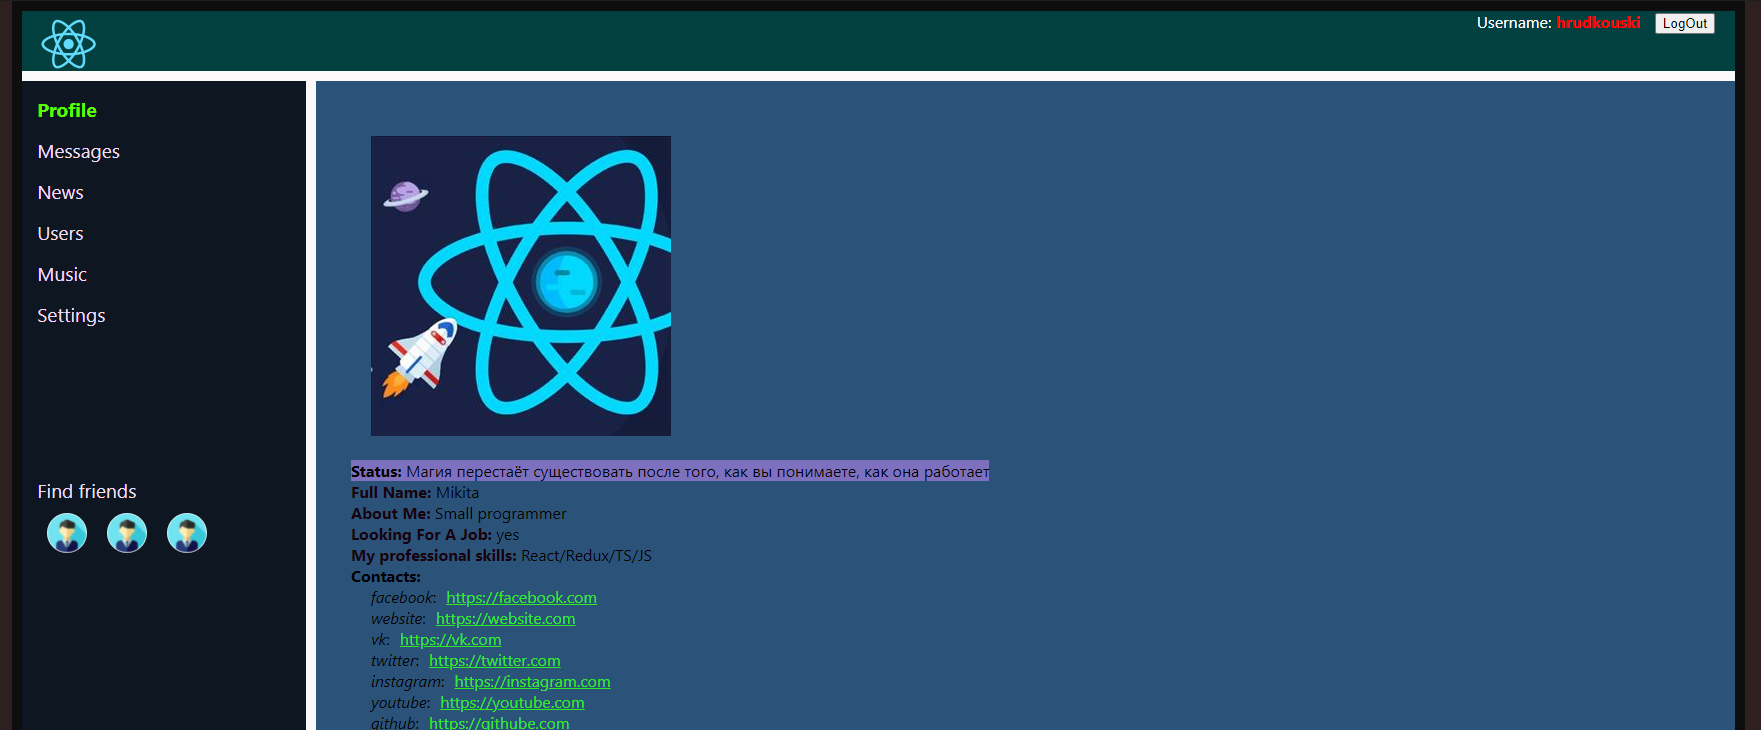 Username: hrudkouski LogOut
Profile
Messages
News
Users
Music
Settings
Find friends
Status: Магия перестаёт существовать после того, как вы понимаете, как она работает
Full Name: Mikita
About Me: Small programmer
Looking For A Job: yes
My professional skills: React/Redux/TS/JS
Contacts:
facebook: https://facebook.com
website: https://website.com
vk: https://vk.com
twitter: https://twitter.com
instagram: https://instagram.com
youtube: https://youtube.com
github: https://githube.com